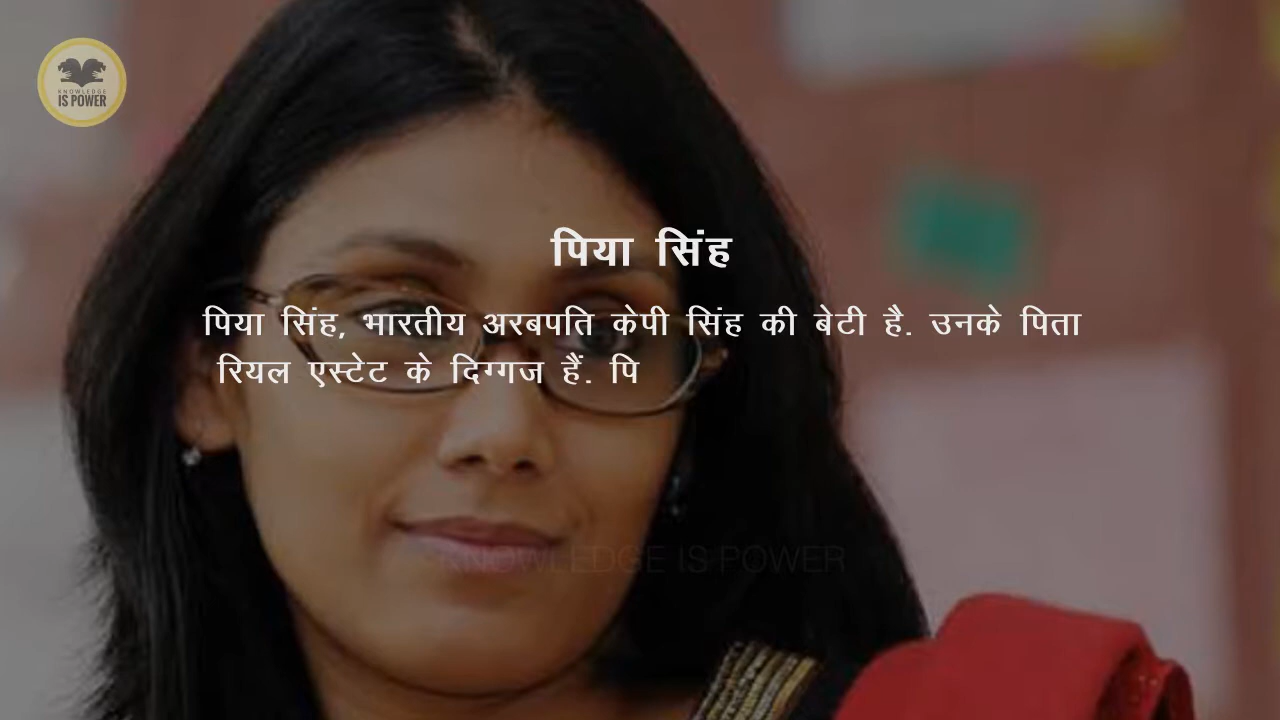 KNOWLEDGE
IS POWER
पिया सिंह
पिया सिंह, भारतीय अरबपति केपी सिंह की बेटी है. उनके पिता
रियल एस्टेट के दिग्गज हैं. पि
KNOWLEDGE IS POWER